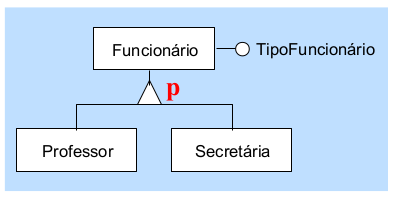 Funcionário
TipoFuncionário
p
Professor
Secretária